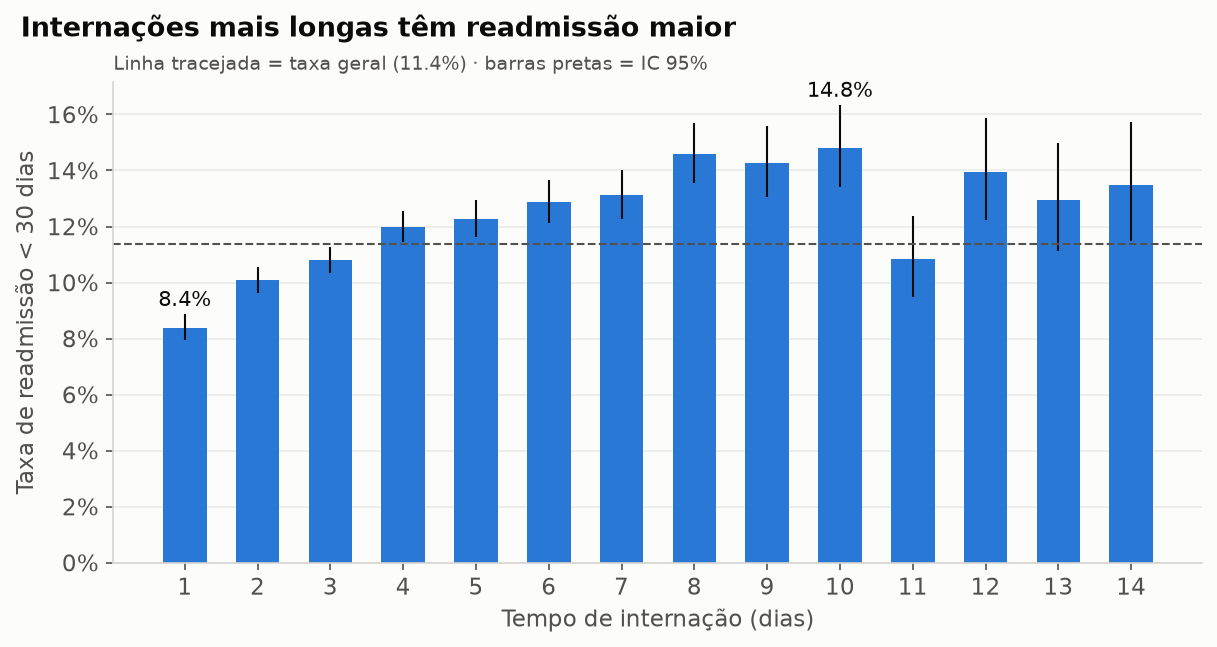 Internações mais longas têm readmissão maior
Linha tracejada = taxa geral (11.4%) · barras pretas = IC 95%
Taxa de readmissão < 30 dias
16%
14%
12%
10%
8%
6%
4%
2%
0%
8.4%
14.8%
1 2 3 4 5 6 7 8 9 10 11 12 13 14
Tempo de internação (dias)